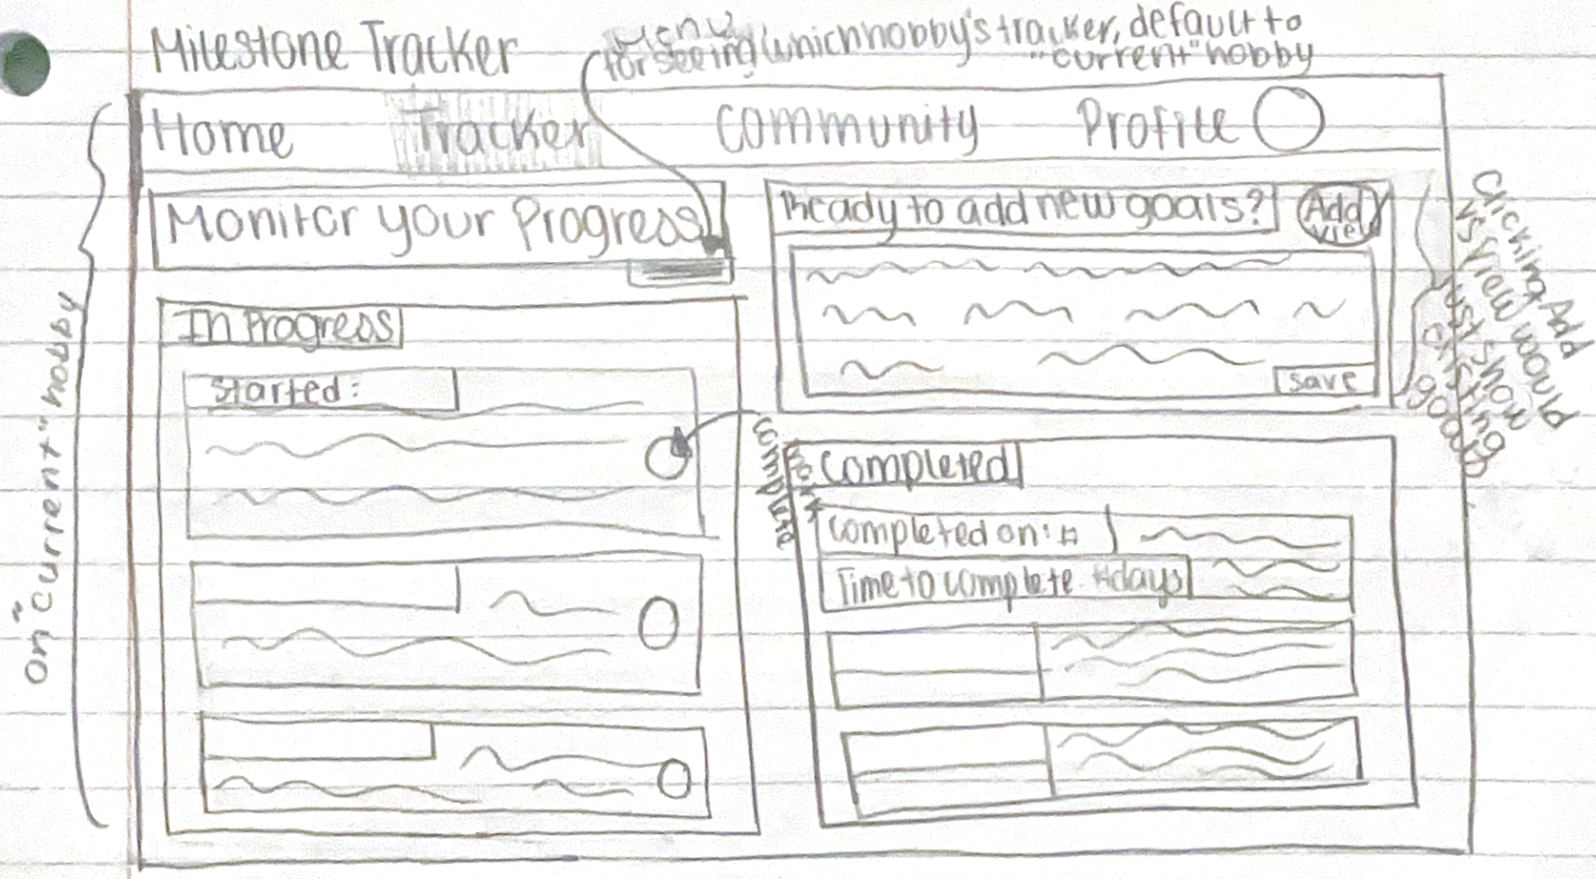 Milestone Tracker
Menu
for seeing which hobby's tracker, default to
"current" hobby
Home Tracker Community Profile
Monitor your Progress
Ready to add new goals? Add
View
save
Clicking Add
vs View would
just show
existing
goals
on "current" hobby
In Progress
Started:
mark
complete
Completed
Completed on: #
Time to complete. #days